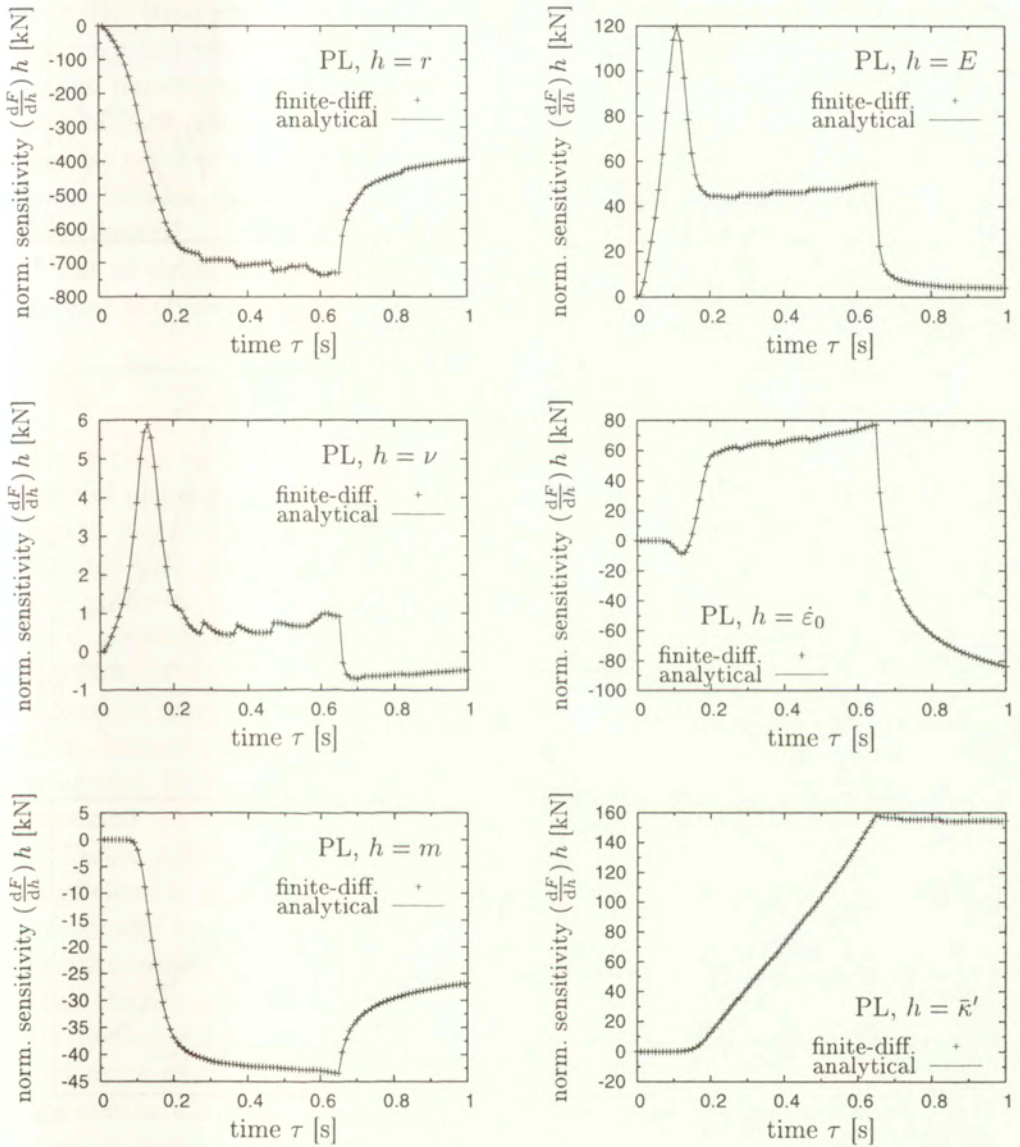 norm. sensitivity (dF/dh) h [kN]
0
-100
-200
-300
-400
-500
-600
-700
-800
PL, h = r
finite-diff. +
analytical
0 0.2 0.4 0.6 0.8 1
time τ [s]
norm. sensitivity (dF/dh) h [kN]
120
100
80
60
40
20
0
PL, h = E
finite-diff. +
analytical
0 0.2 0.4 0.6 0.8 1
time τ [s]
norm. sensitivity (dF/dh) h [kN]
6
5
4
3
2
1
0
-1
PL, h = ν
finite-diff. +
analytical
0 0.2 0.4 0.6 0.8 1
time τ [s]
norm. sensitivity (dF/dh) h [kN]
80
60
40
20
0
-20
-40
-60
-80
-100
PL, h = ε̇₀
finite-diff. +
analytical
0 0.2 0.4 0.6 0.8 1
time τ [s]
norm. sensitivity (dF/dh) h [kN]
5
0
-5
-10
-15
-20
-25
-30
-35
-40
-45
PL, h = m
finite-diff. +
analytical
0 0.2 0.4 0.6 0.8 1
time τ [s]
norm. sensitivity (dF/dh) h [kN]
160
140
120
100
80
60
40
20
0
-20
PL, h = κ̄′
finite-diff. +
analytical
0 0.2 0.4 0.6 0.8 1
time τ [s]